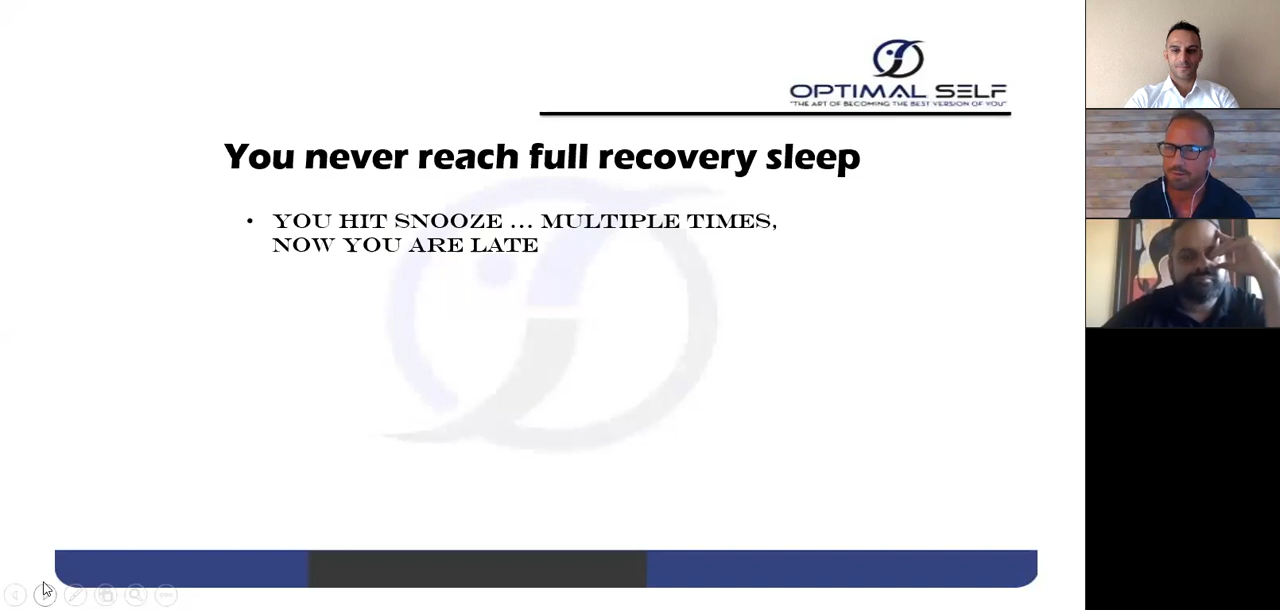 OPTIMAL SELF
"THE ART OF BECOMING THE BEST VERSION OF YOU"
You never reach full recovery sleep
• YOU HIT SNOOZE … MULTIPLE TIMES,
NOW YOU ARE LATE